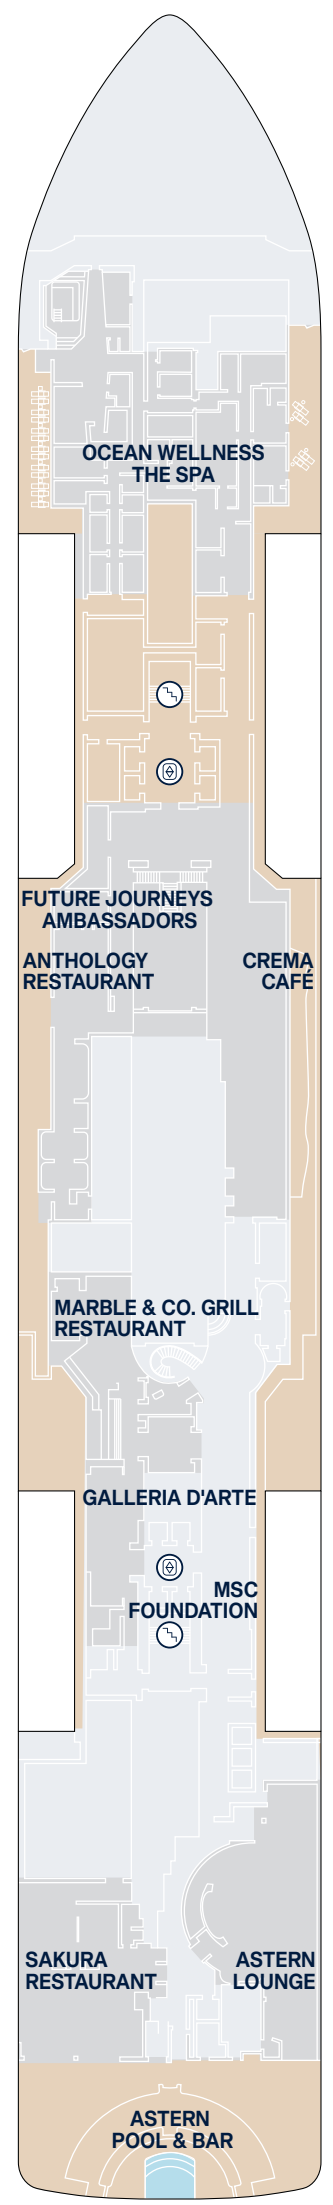 OCEAN WELLNESS
THE SPA
FUTURE JOURNEYS
AMBASSADORS
ANTHOLOGY
RESTAURANT
CREMA
CAFÉ
MARBLE & CO. GRILL
RESTAURANT
GALLERIA D'ARTE
MSC
FOUNDATION
SAKURA
RESTAURANT
ASTERN
LOUNGE
ASTERN
POOL & BAR